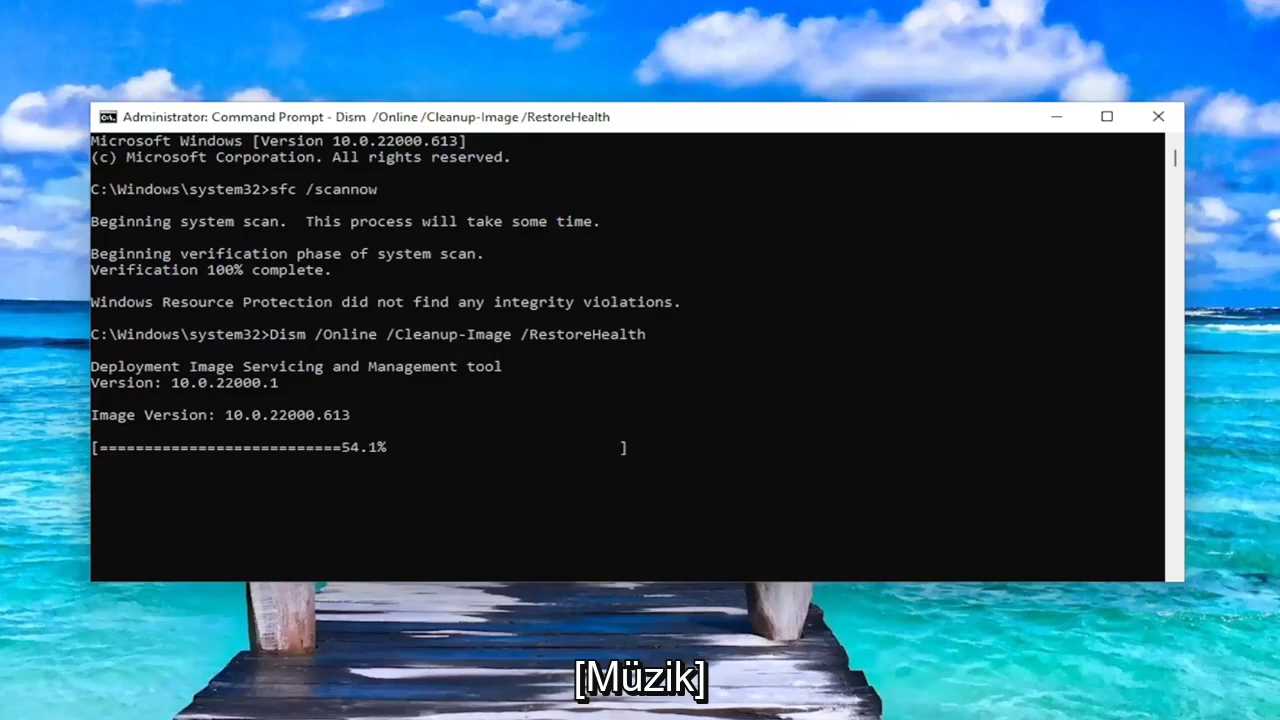 Administrator: Command Prompt - Dism  /Online /Cleanup-Image /RestoreHealth
Microsoft Windows [Version 10.0.22000.613]
(c) Microsoft Corporation. All rights reserved.
C:\Windows\system32>sfc /scannow
Beginning system scan.  This process will take some time.
Beginning verification phase of system scan.
Verification 100% complete.
Windows Resource Protection did not find any integrity violations.
C:\Windows\system32>Dism /Online /Cleanup-Image /RestoreHealth
Deployment Image Servicing and Management tool
Version: 10.0.22000.1
Image Version: 10.0.22000.613
[===========================54.1%                          ]
[Müzik]